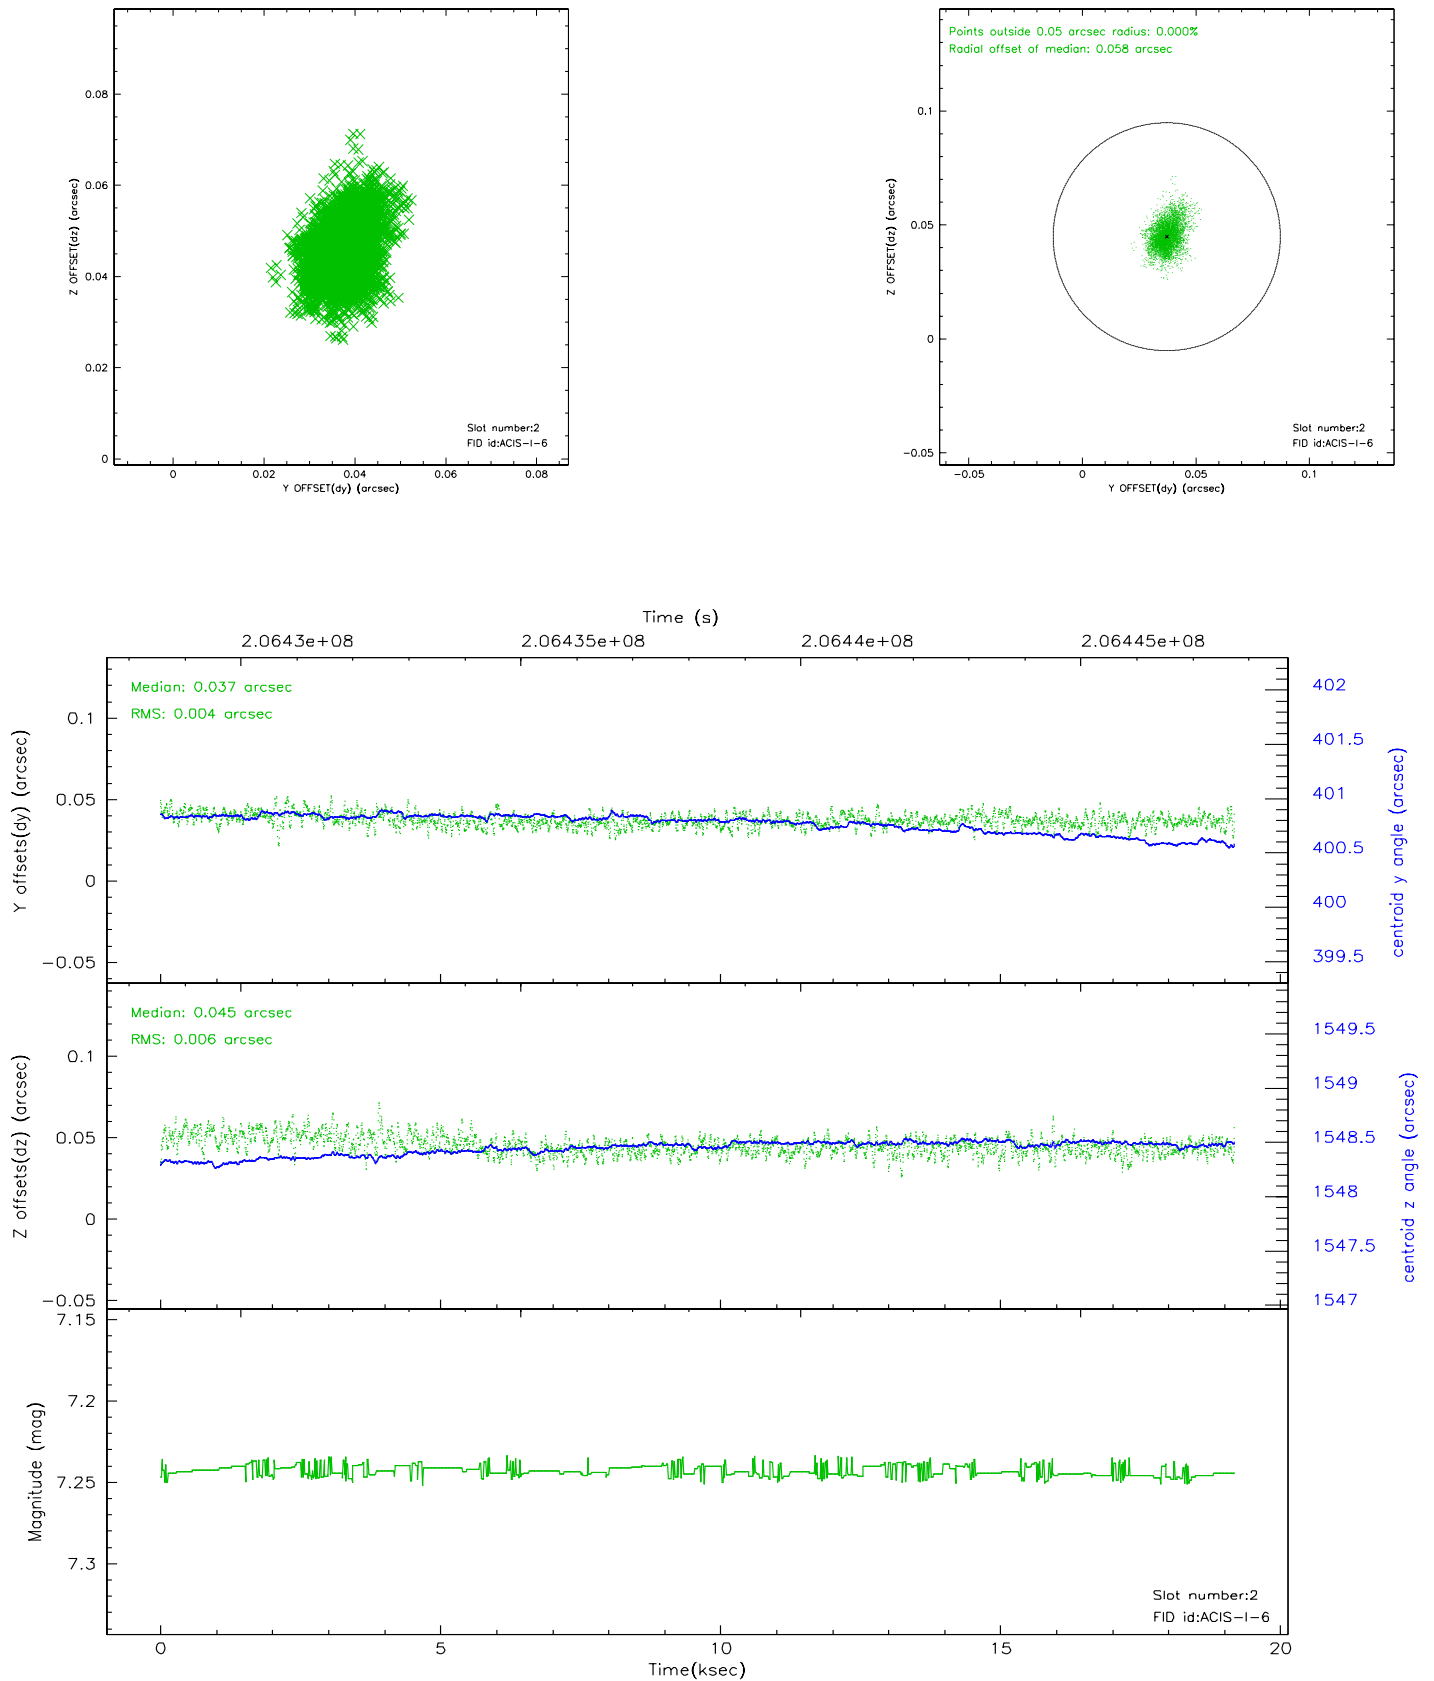 Points outside 0.05 arcsec radius: 0.000%
Radial offset of median: 0.058 arcsec
0.08
0.06
0.04
0.02
0
Z OFFSET(dz) (arcsec)
Slot number:2
FID id:ACIS-I-6
0 0.02 0.04 0.06 0.08
Y OFFSET(dy) (arcsec)
0.1
0.05
0
-0.05
Z OFFSET(dz) (arcsec)
Slot number:2
FID id:ACIS-I-6
-0.05 0 0.05 0.1
Y OFFSET(dy) (arcsec)
Time (s)
2.0643e+08 2.06435e+08 2.0644e+08 2.06445e+08
Median: 0.037 arcsec
RMS: 0.004 arcsec
0.1
0.05
0
-0.05
Y offsets(dy) (arcsec)
402
401.5
401
400.5
400
399.5
centroid y angle (arcsec)
Median: 0.045 arcsec
RMS: 0.006 arcsec
0.1
0.05
0
-0.05
Z offsets(dz) (arcsec)
1549.5
1549
1548.5
1548
1547.5
1547
centroid z angle (arcsec)
7.15
7.2
7.25
7.3
Magnitude (mag)
Slot number:2
FID id:ACIS-I-6
0 5 10 15 20
Time(ksec)